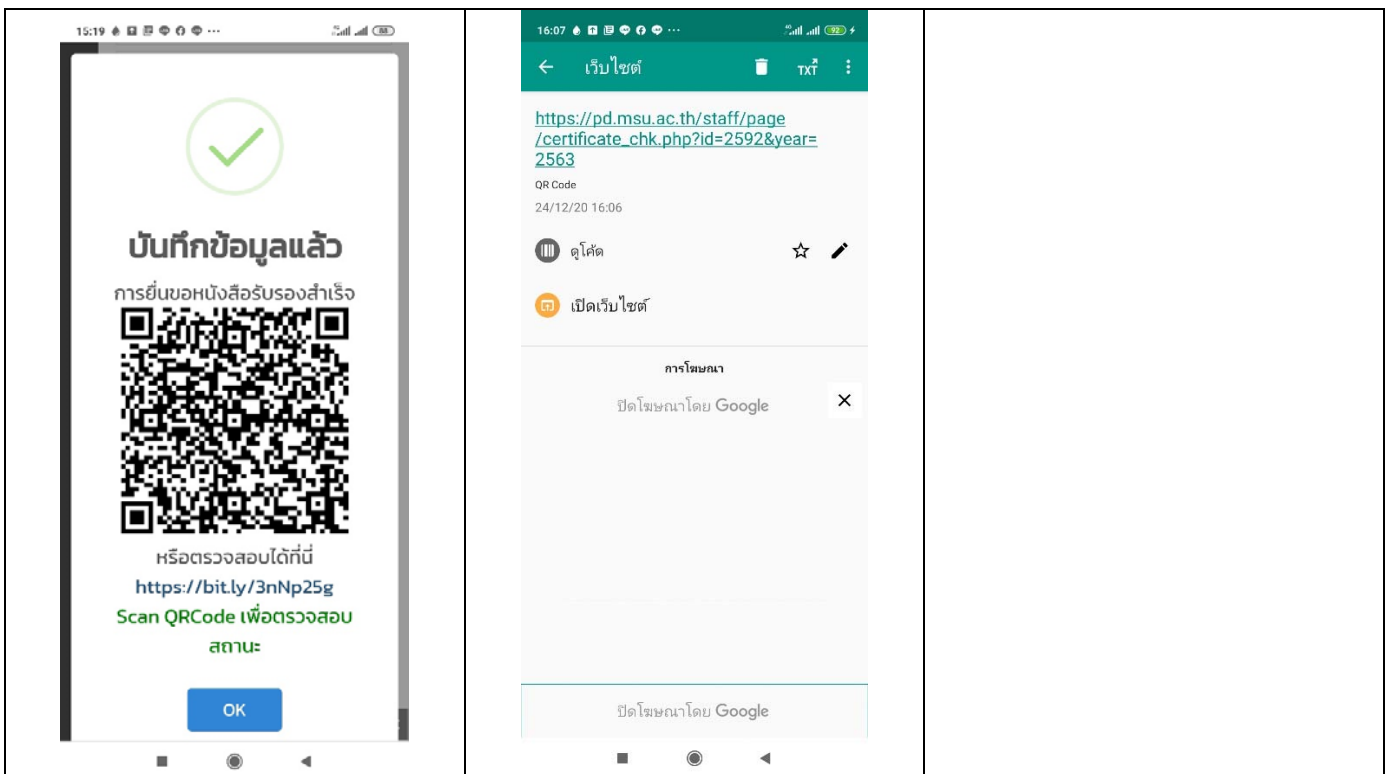 15:19
88
บันทึกข้อมูลแล้ว
การยื่นขอหนังสือรับรองสำเร็จ
หรือตรวจสอบได้ที่นี่
https://bit.ly/3nNp25g
Scan QRCode เพื่อตรวจสอบ
สถานะ
OK
16:07
92
เว็บไซต์
TXT
https://pd.msu.ac.th/staff/page
/certificate_chk.php?id=2592&year=
2563
QR Code
24/12/20 16:06
ดูโค้ด
เปิดเว็บไซต์
การโฆษณา
ปิดโฆษณาโดย Google
ปิดโฆษณาโดย Google